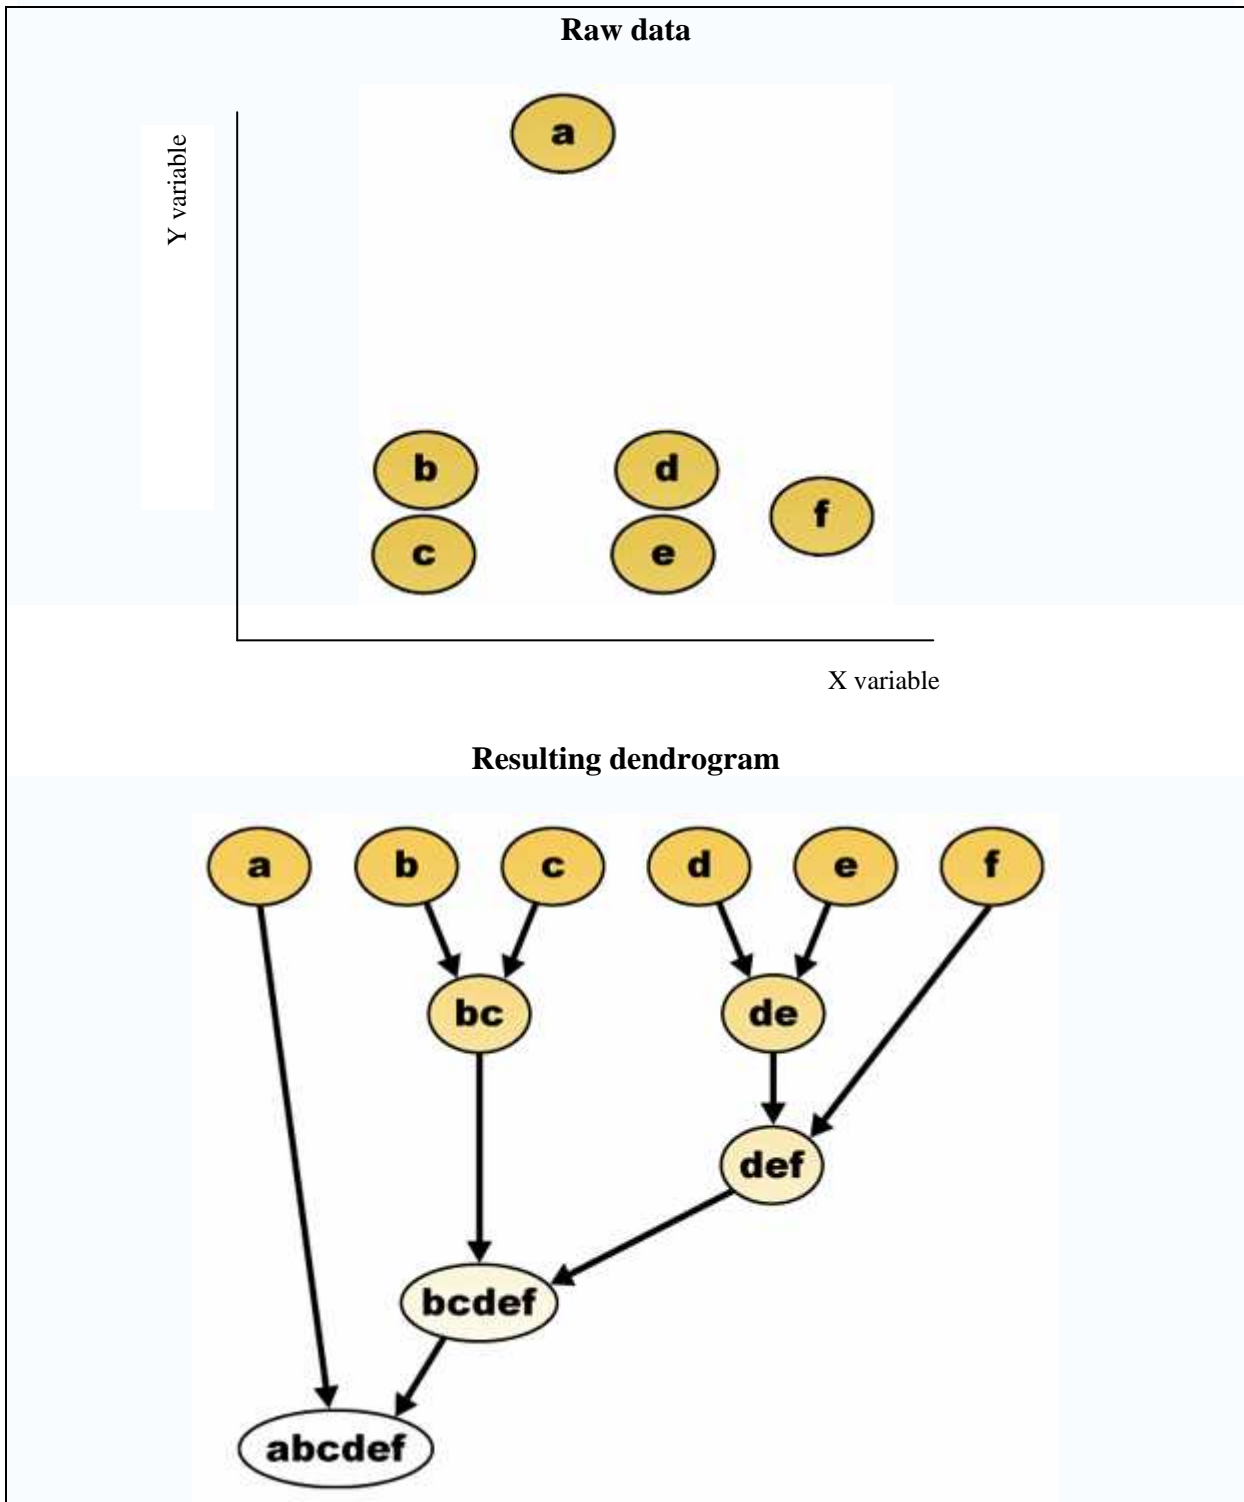 Raw data
Y variable
a
b
d
f
c
e
X variable
Resulting dendrogram
a b c d e f
bc de
def
bcdef
abcdef